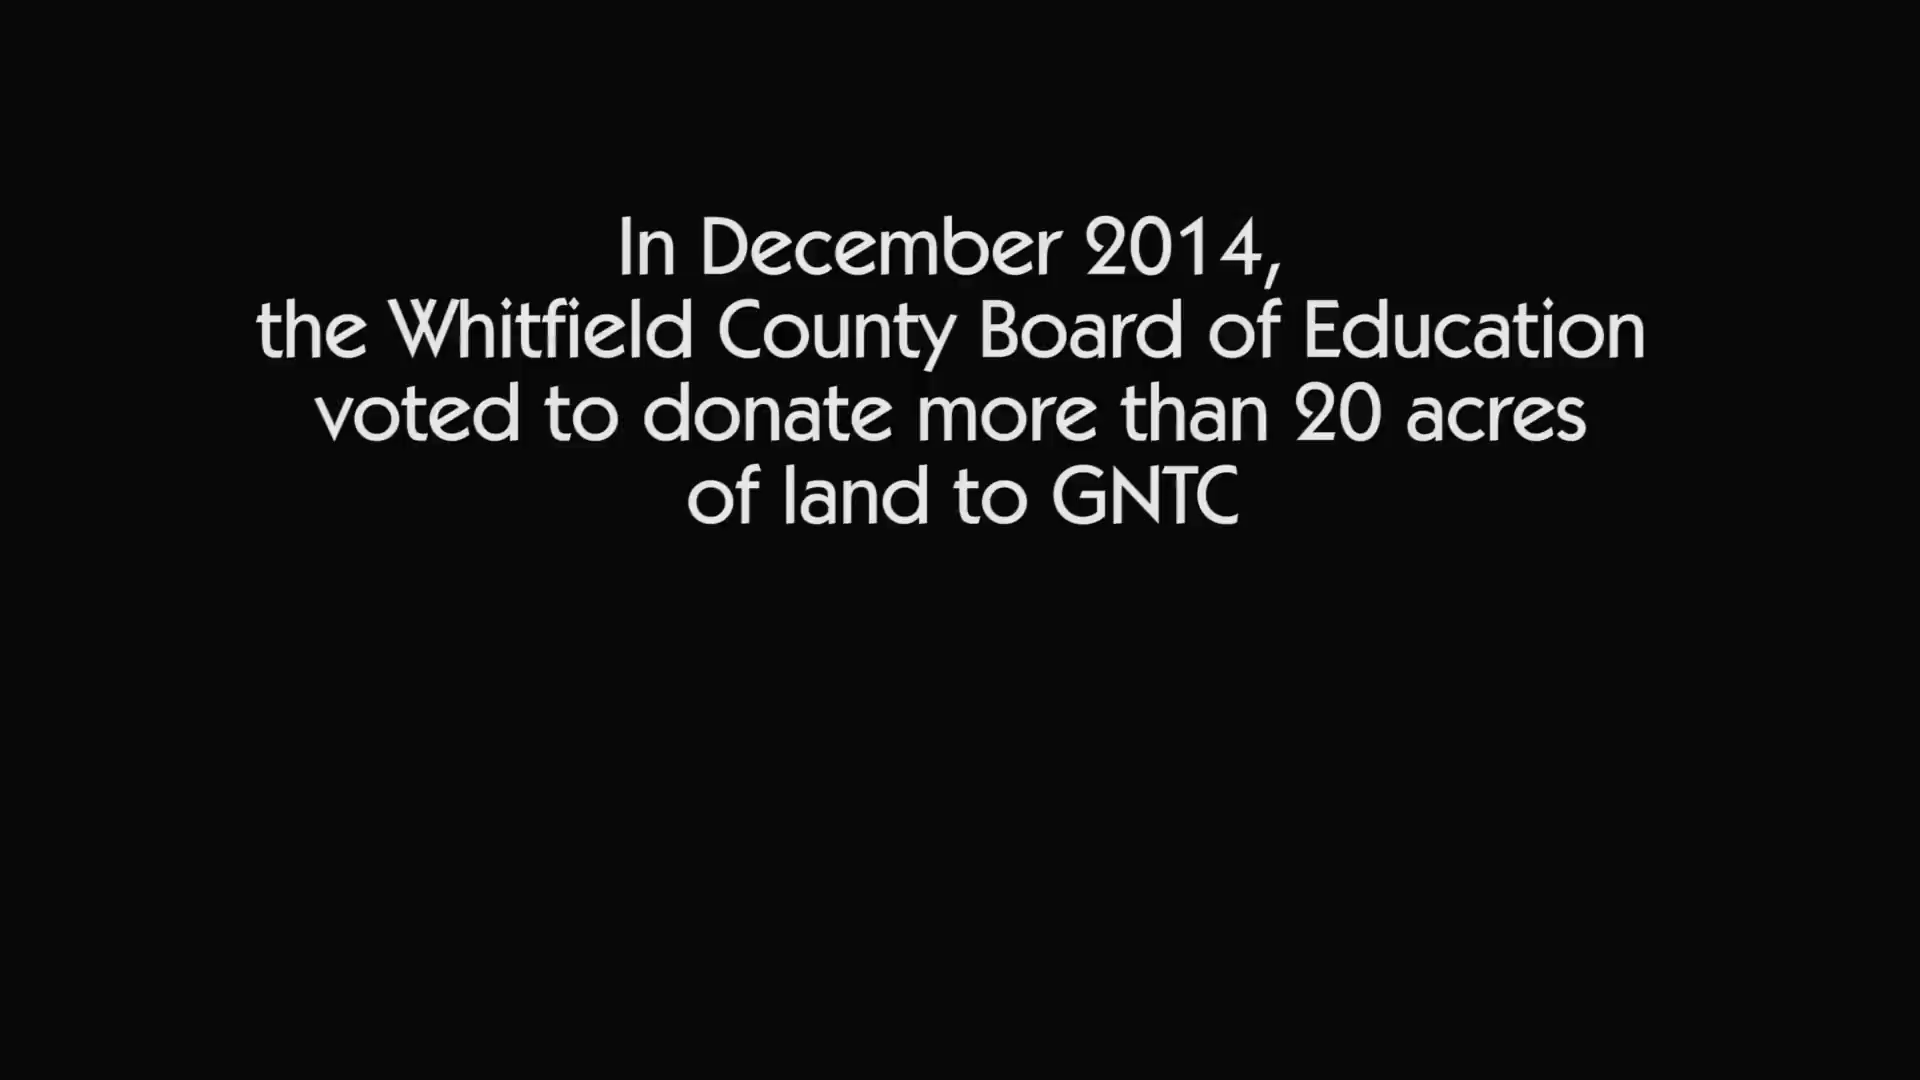 In December 2014,
the Whitfield County Board of Education
voted to donate more than 20 acres
of land to GNTC